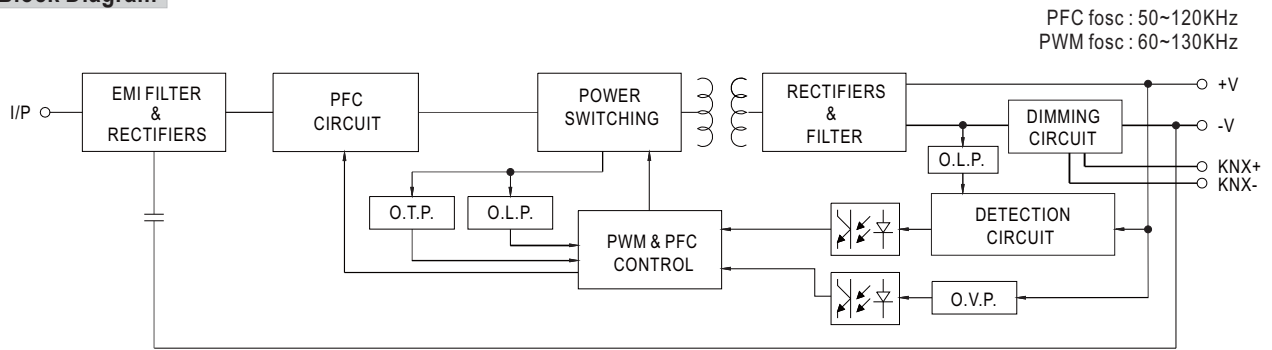 Block Diagram
PFC fosc : 50~120KHz
PWM fosc : 60~130KHz
I/P
EMI FILTER
&
RECTIFIERS
PFC
CIRCUIT
POWER
SWITCHING
RECTIFIERS
&
FILTER
DIMMING
CIRCUIT
+V
-V
KNX+
KNX-
O.L.P.
O.T.P.
O.L.P.
PWM & PFC
CONTROL
DETECTION
CIRCUIT
O.V.P.